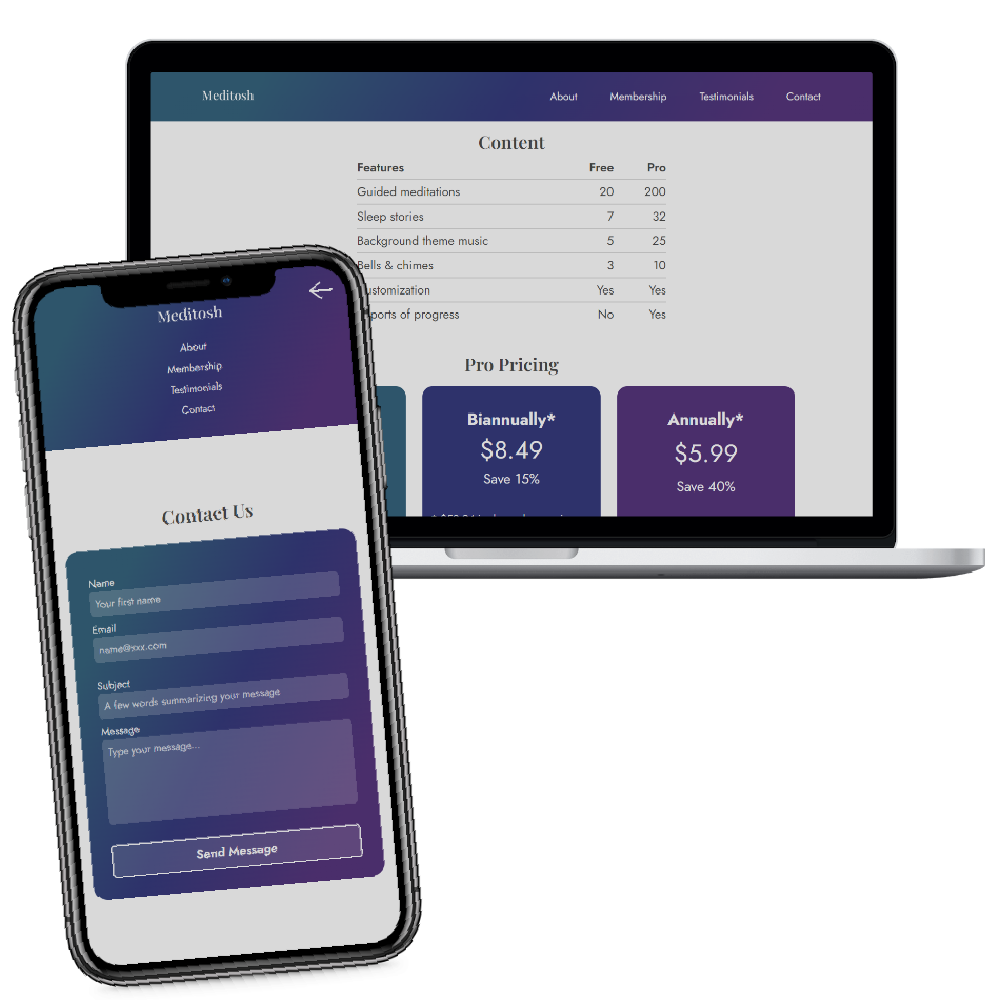 Meditosh
About Membership Testimonials Contact
Content
Features Free Pro
Guided meditations 20 200
Sleep stories 7 32
Background theme music 5 25
Bells & chimes 3 10
ustomization Yes Yes
ports of progress No Yes
Pro Pricing
Biannually*
$8.49
Save 15%
Annually*
$5.99
Save 40%
Meditosh
About
Membership
Testimonials
Contact
Contact Us
Name
Your first name
Email
name@xxx.com
Subject
A few words summarizing your message
Message
Type your message...
Send Message